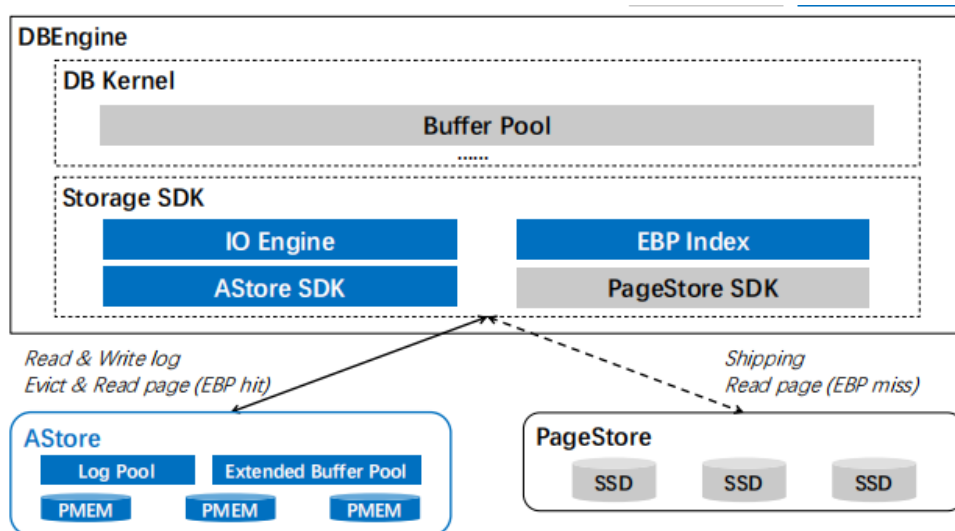 DBEngine
DB Kernel
Buffer Pool
......
Storage SDK
IO Engine
EBP Index
AStore SDK
PageStore SDK
Read & Write log
Evict & Read page (EBP hit)
Shipping
Read page (EBP miss)
AStore
Log Pool
Extended Buffer Pool
PMEM
PMEM
PMEM
PageStore
SSD
SSD
SSD